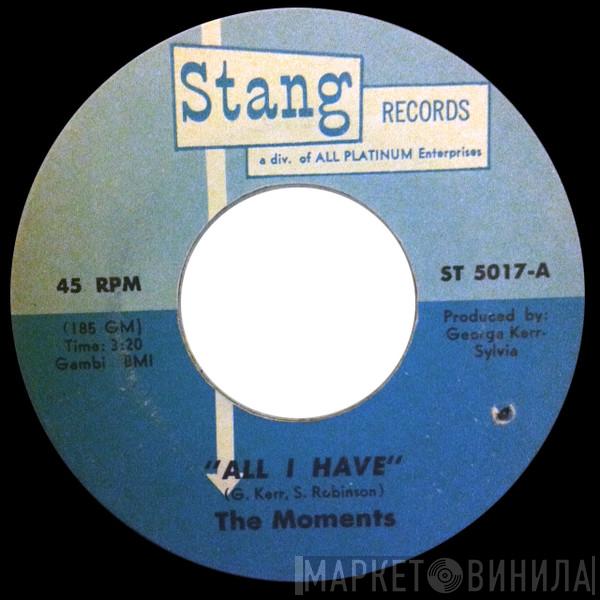 Stang
RECORDS
a div. of ALL PLATINUM Enterprises
45 RPM
ST 5017-A
(185 GM)
Time: 3:20
Gambi BMI
Produced by:
George Kerr-
Sylvia
"ALL I HAVE"
(G. Kerr, S. Robinson)
The Moments
МАРКЕТ ВИНИЛА